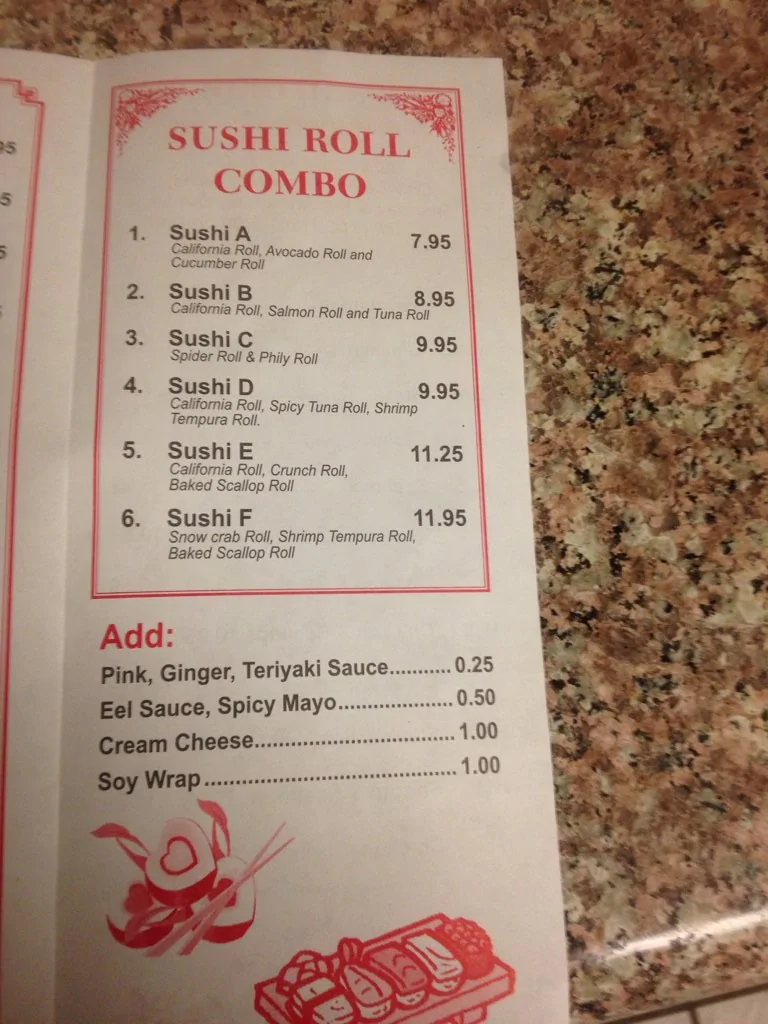 SUSHI ROLL
COMBO
1. Sushi A 7.95
California Roll, Avocado Roll and
Cucumber Roll
2. Sushi B 8.95
California Roll, Salmon Roll and Tuna Roll
3. Sushi C 9.95
Spider Roll & Phily Roll
4. Sushi D 9.95
California Roll, Spicy Tuna Roll, Shrimp
Tempura Roll.
5. Sushi E 11.25
California Roll, Crunch Roll,
Baked Scallop Roll
6. Sushi F 11.95
Snow crab Roll, Shrimp Tempura Roll,
Baked Scallop Roll
Add:
Pink, Ginger, Teriyaki Sauce........... 0.25
Eel Sauce, Spicy Mayo.................... 0.50
Cream Cheese................................... 1.00
Soy Wrap ............................................ 1.00